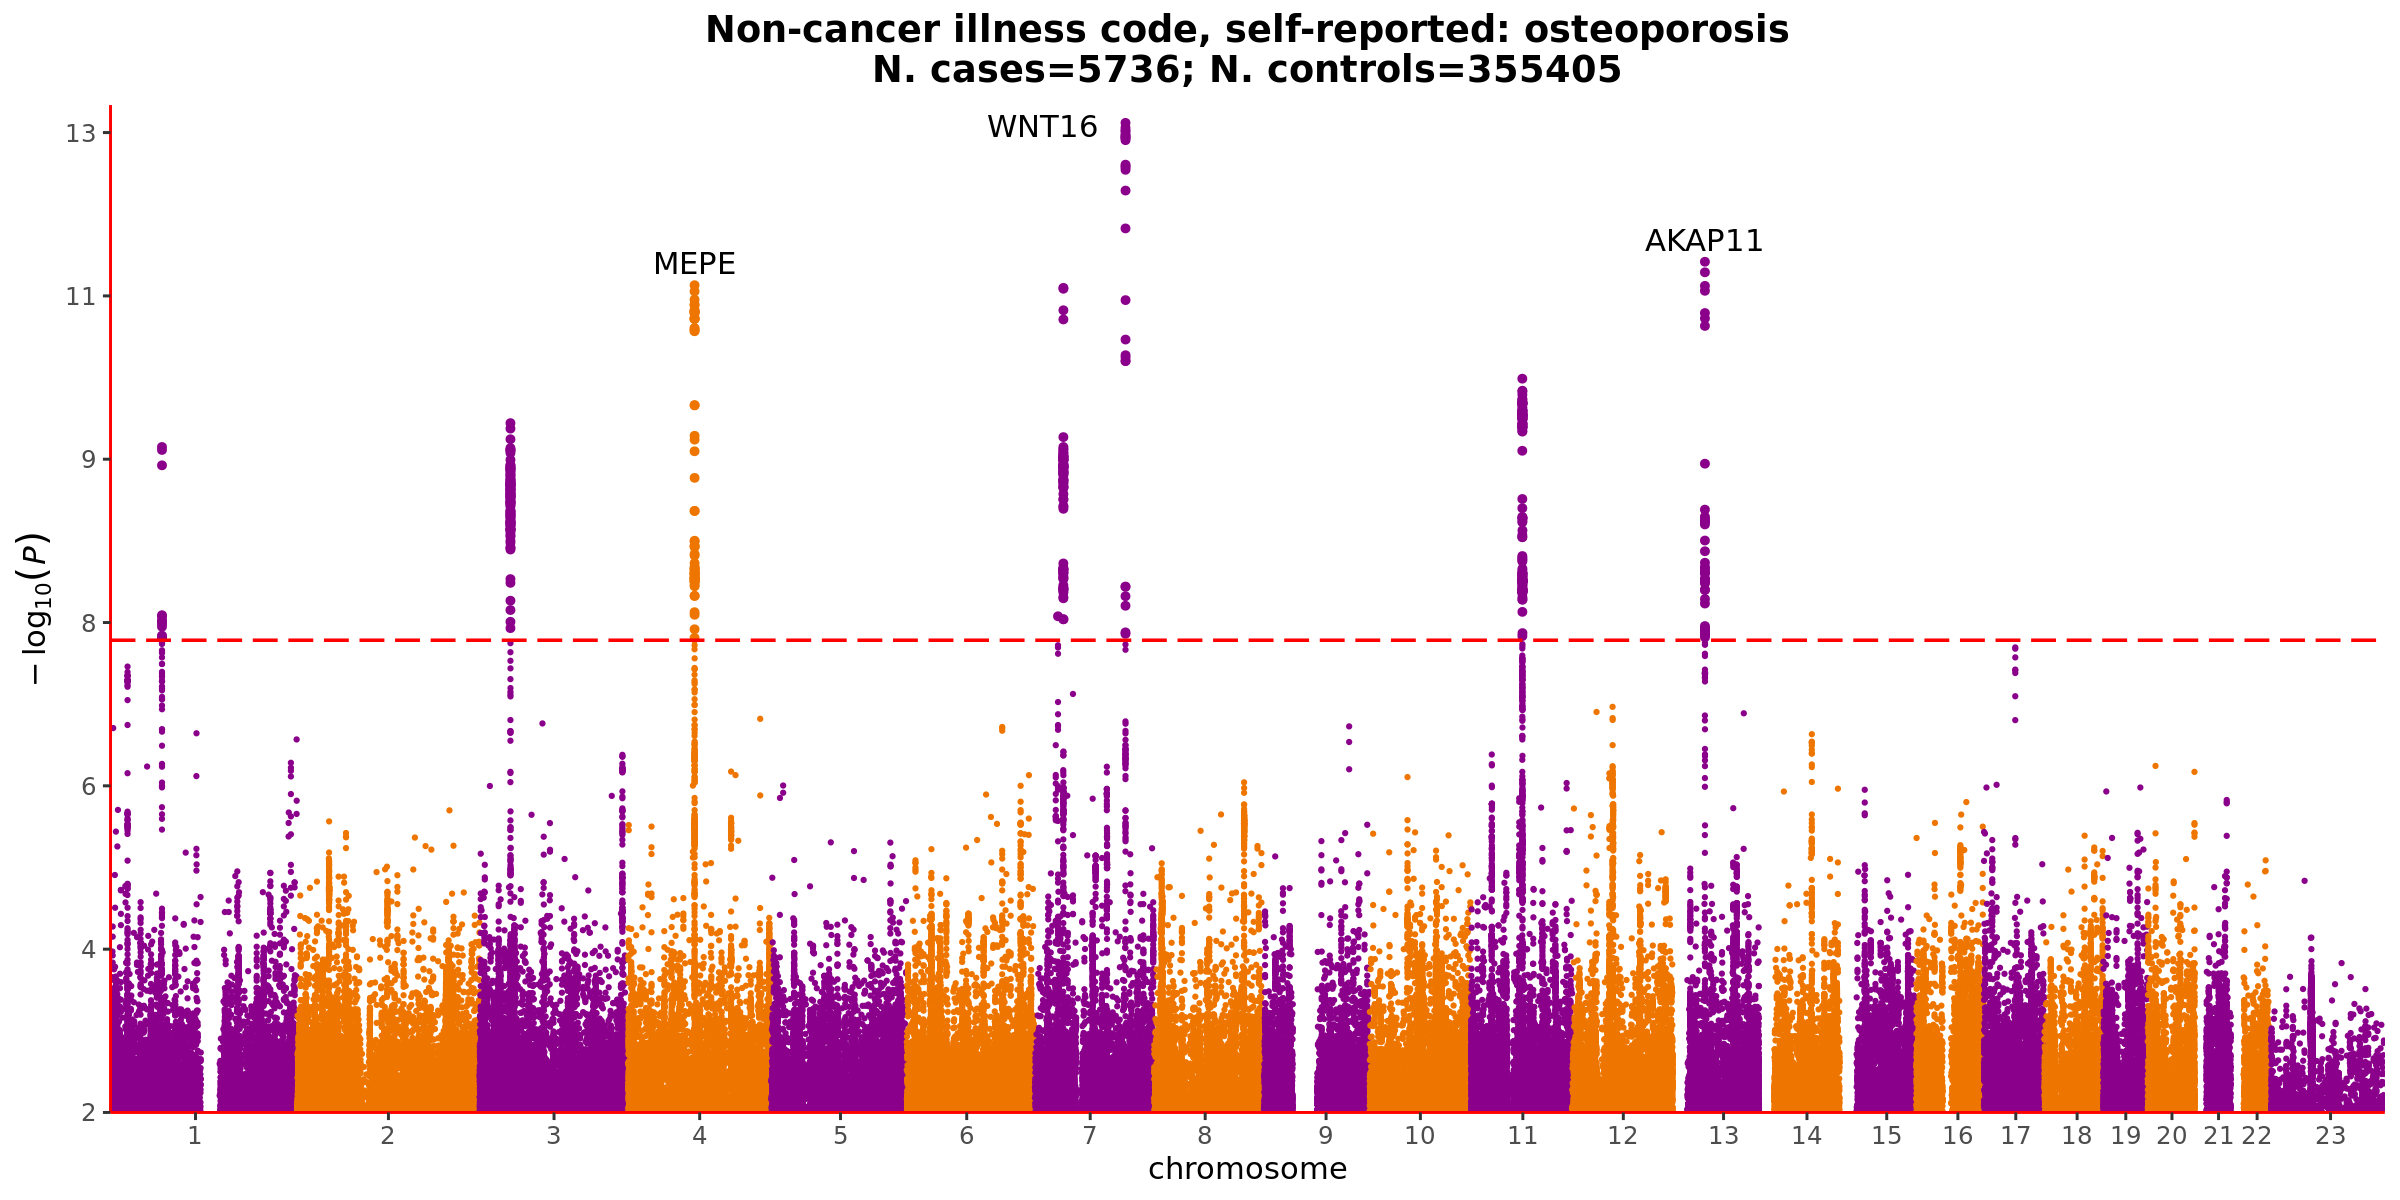 Non-cancer illness code, self-reported: osteoporosis
N. cases=5736; N. controls=355405
WNT16
AKAP11
MEPE
13
11
9
8
6
4
2
− log10(P)
1 2 3 4 5 6 7 8 9 10 11 12 13 14 15 16 17 18 19 20 21 22 23
chromosome